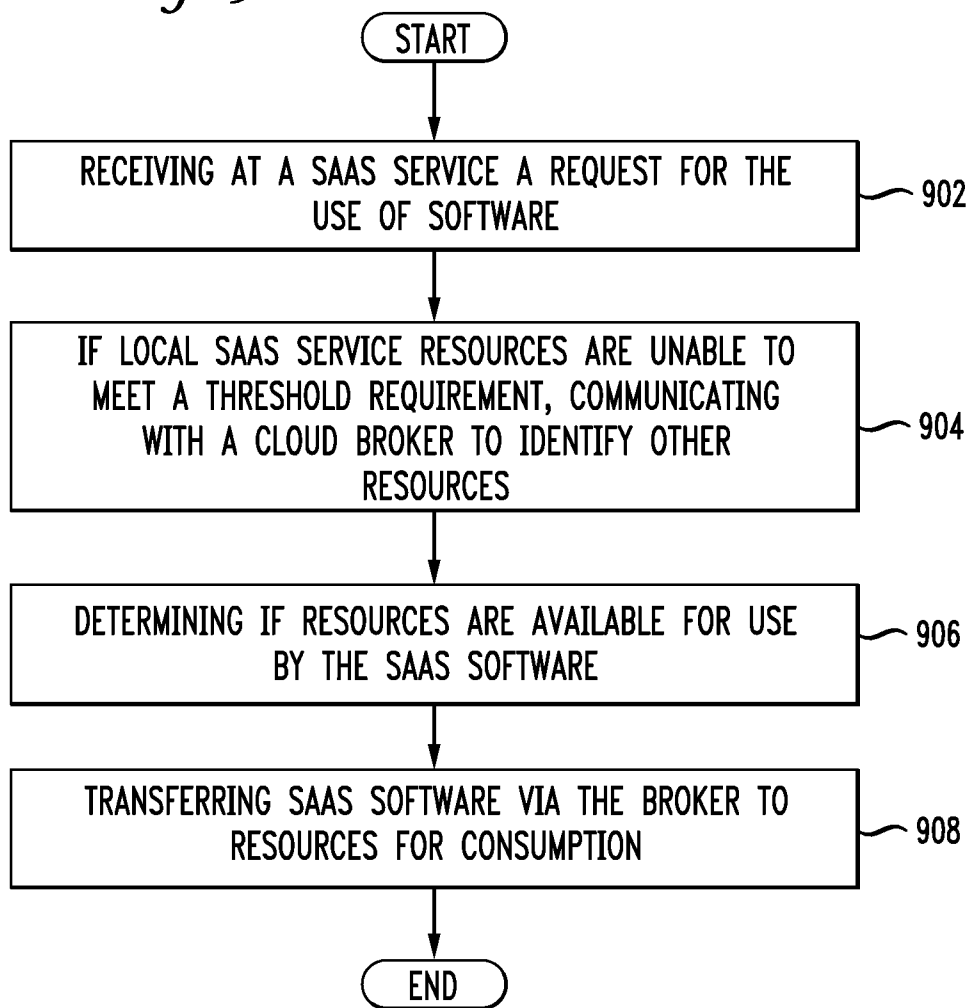 START
RECEIVING AT A SAAS SERVICE A REQUEST FOR THE
USE OF SOFTWARE
902
IF LOCAL SAAS SERVICE RESOURCES ARE UNABLE TO
MEET A THRESHOLD REQUIREMENT, COMMUNICATING
WITH A CLOUD BROKER TO IDENTIFY OTHER
RESOURCES
904
DETERMINING IF RESOURCES ARE AVAILABLE FOR USE
BY THE SAAS SOFTWARE
906
TRANSFERRING SAAS SOFTWARE VIA THE BROKER TO
RESOURCES FOR CONSUMPTION
908
END